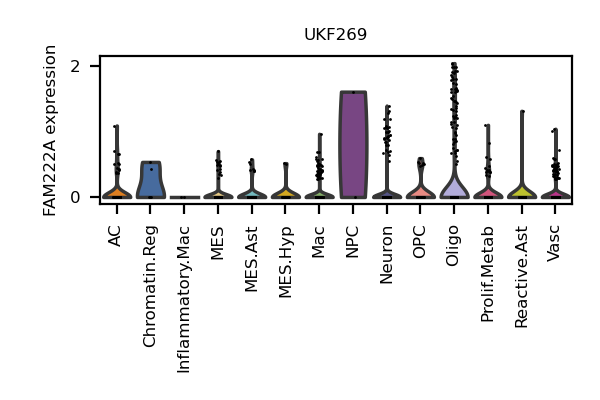 UKF269
FAM222A expression
2
0
AC
Chromatin.Reg
Inflammatory.Mac
MES
MES.Ast
MES.Hyp
Mac
NPC
Neuron
OPC
Oligo
Prolif.Metab
Reactive.Ast
Vasc